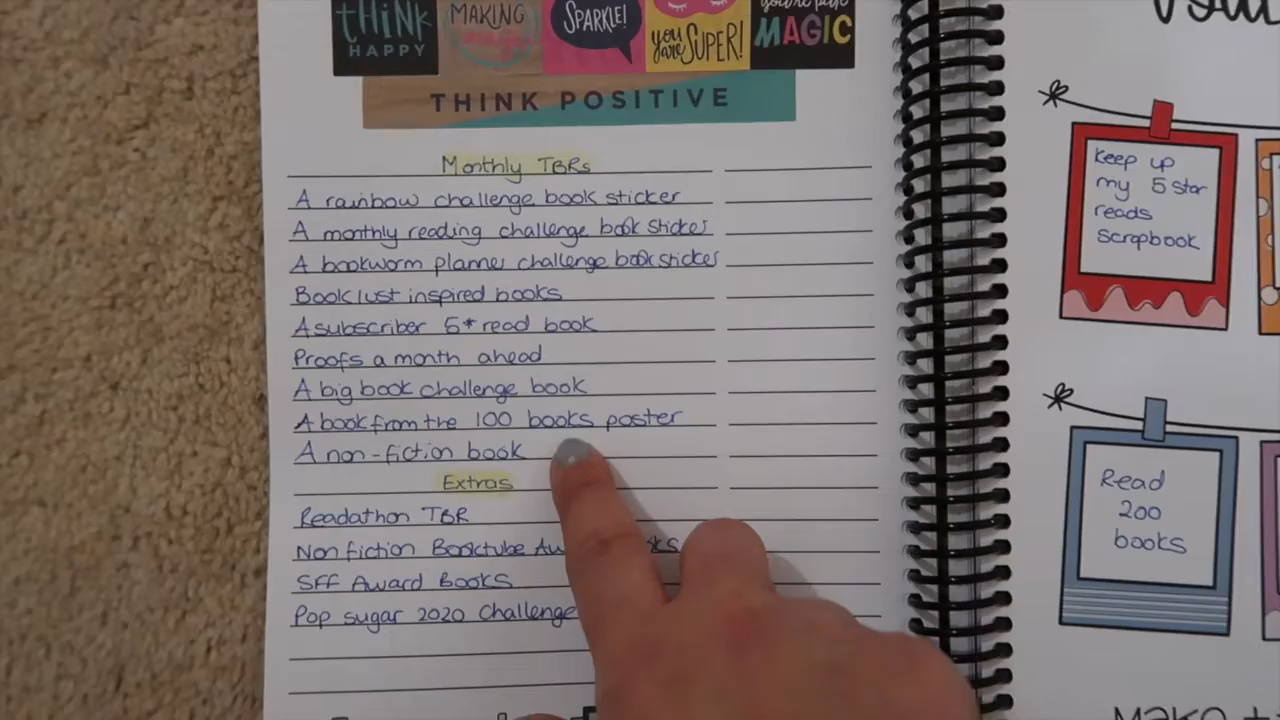 THINK HAPPY
MAKING
SPARKLE!
you are SUPER!
MAGIC
THINK POSITIVE
Monthly TBRs
A rainbow challenge book sticker
A monthly reading challenge book sticker
A bookworm planner challenge book sticker
Booklust inspired books
A subscriber 5* read book
Proofs a month ahead
A big book challenge book
A book from the 100 books poster
A non-fiction book
Extras
Readathon TBR
Non fiction Booktube
SFF Award Books
Pop sugar 2020 Challenge
Keep up
my 5 star
reads
scrapbook
Read
200
books